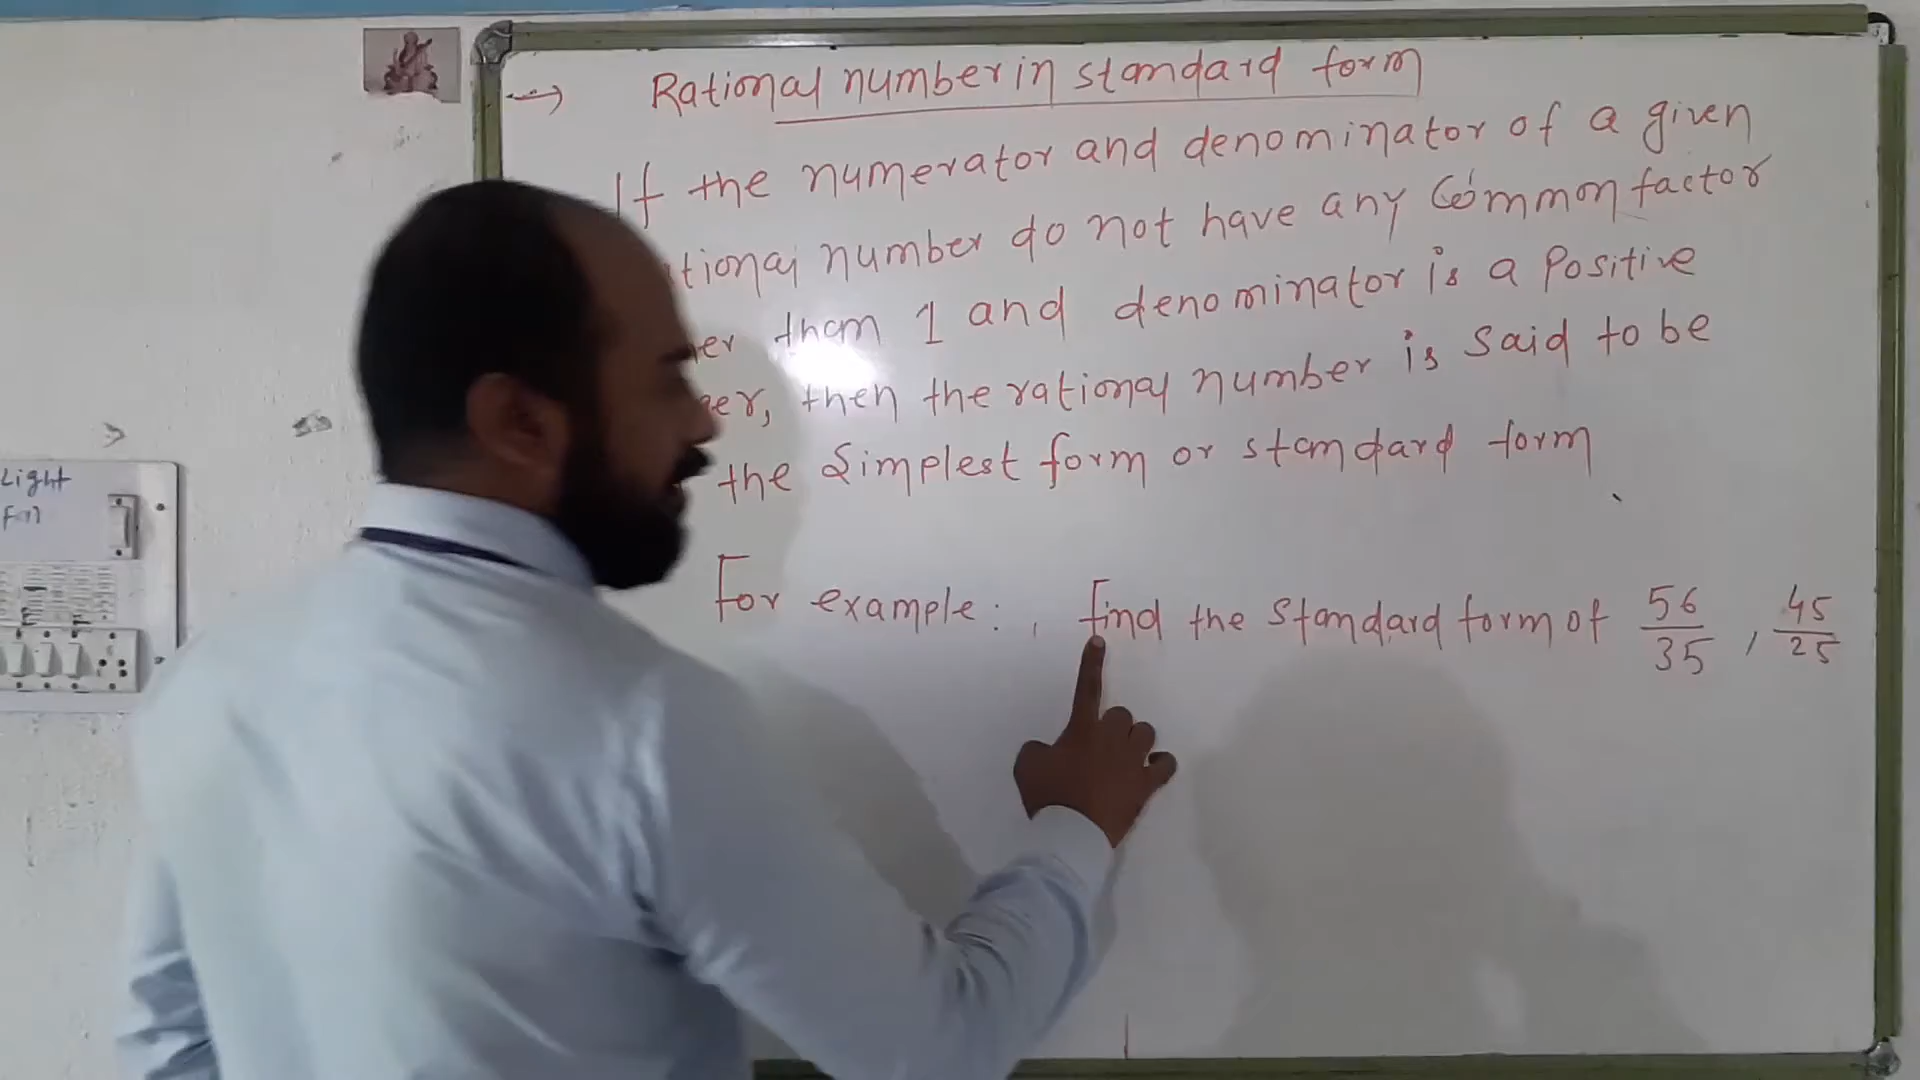 Light
Fan
Rational number in standard form
If the numerator and denominator of a given
number do not have any common factor
than 1 and denominator is a positive
then the rational number is said to be
the simplest form or standard form
For example: , find the standard form of 56/35 , 45/25